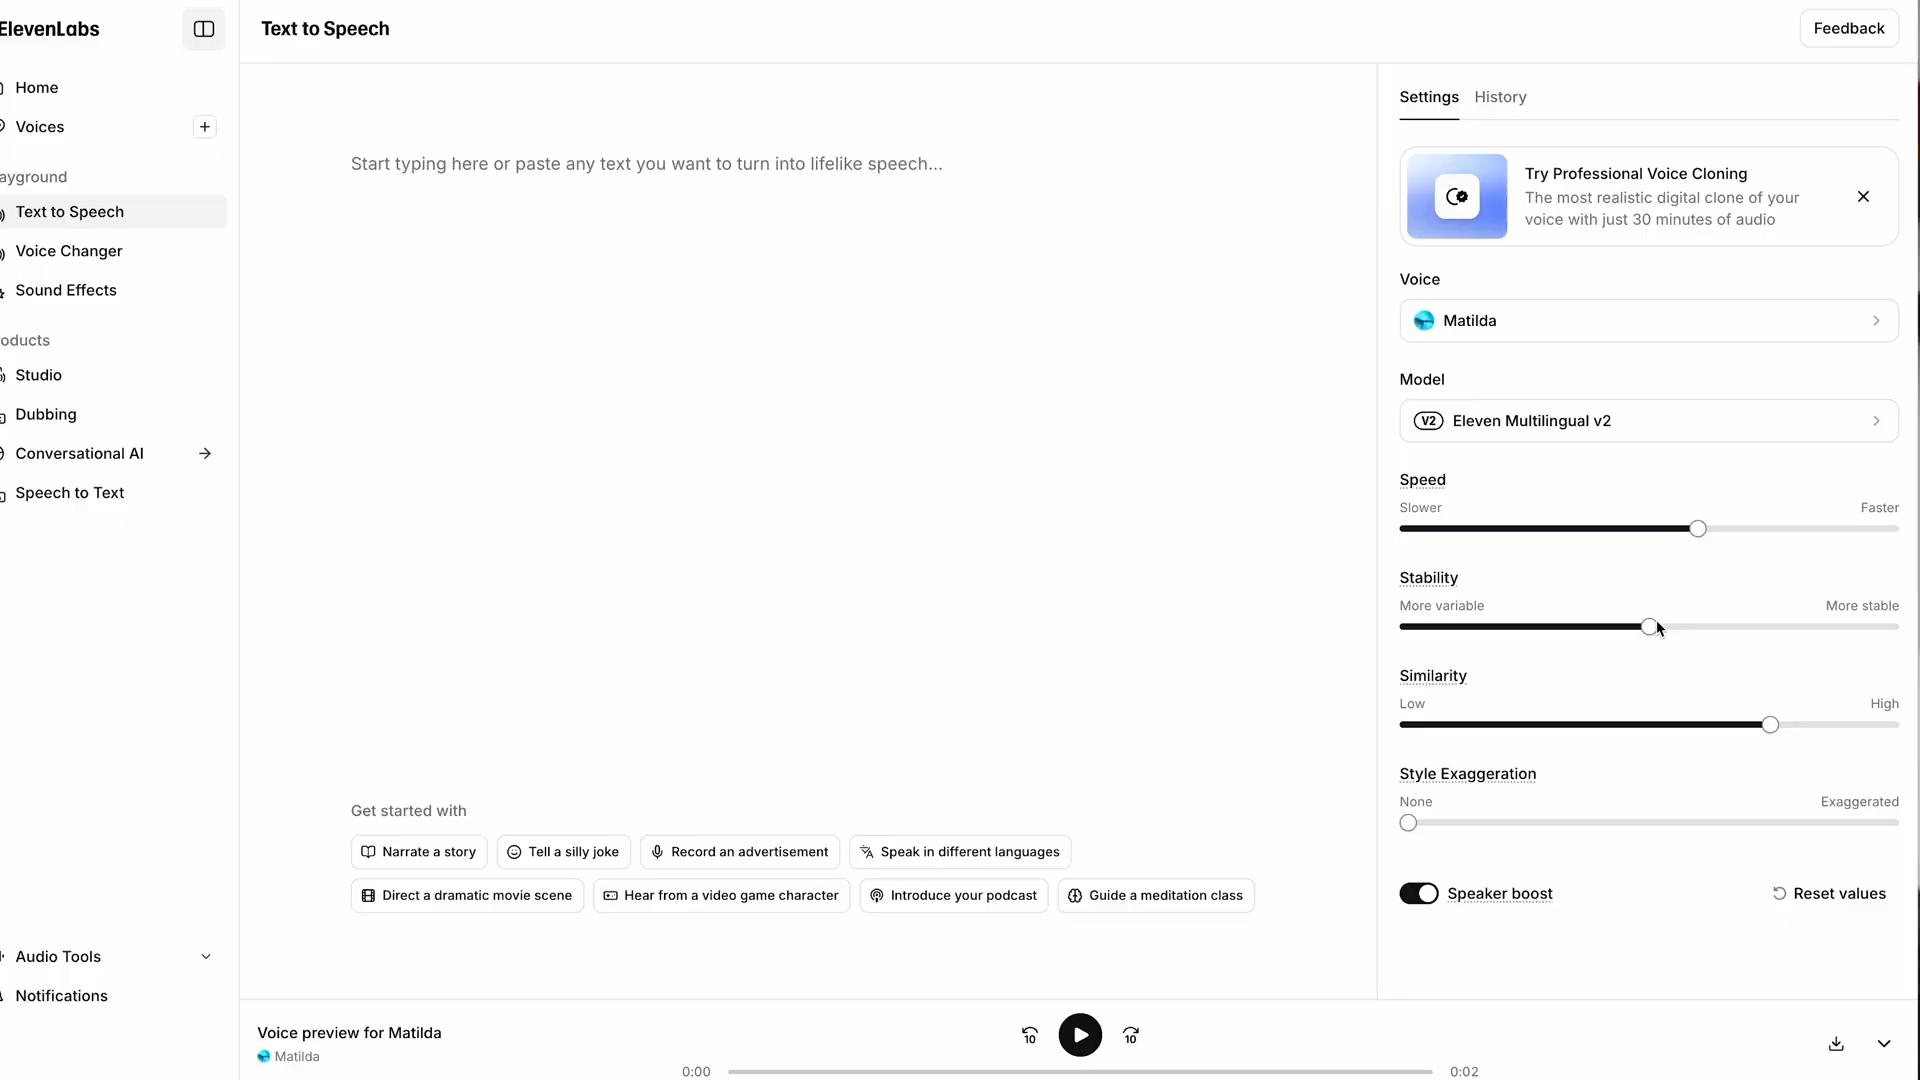 ElevenLabs
Home
Voices
ayground
Text to Speech
Voice Changer
Sound Effects
oducts
Studio
Dubbing
Conversational AI
Speech to Text
Audio Tools
Notifications
Text to Speech
Feedback
Start typing here or paste any text you want to turn into lifelike speech...
Get started with
Narrate a story
Tell a silly joke
Record an advertisement
Speak in different languages
Direct a dramatic movie scene
Hear from a video game character
Introduce your podcast
Guide a meditation class
Settings
History
Try Professional Voice Cloning
The most realistic digital clone of your
voice with just 30 minutes of audio
Voice
Matilda
Model
V2 Eleven Multilingual v2
Speed
Slower
Faster
Stability
More variable
More stable
Similarity
Low
High
Style Exaggeration
None
Exaggerated
Speaker boost
Reset values
Voice preview for Matilda
Matilda
10
10
0:00
0:02